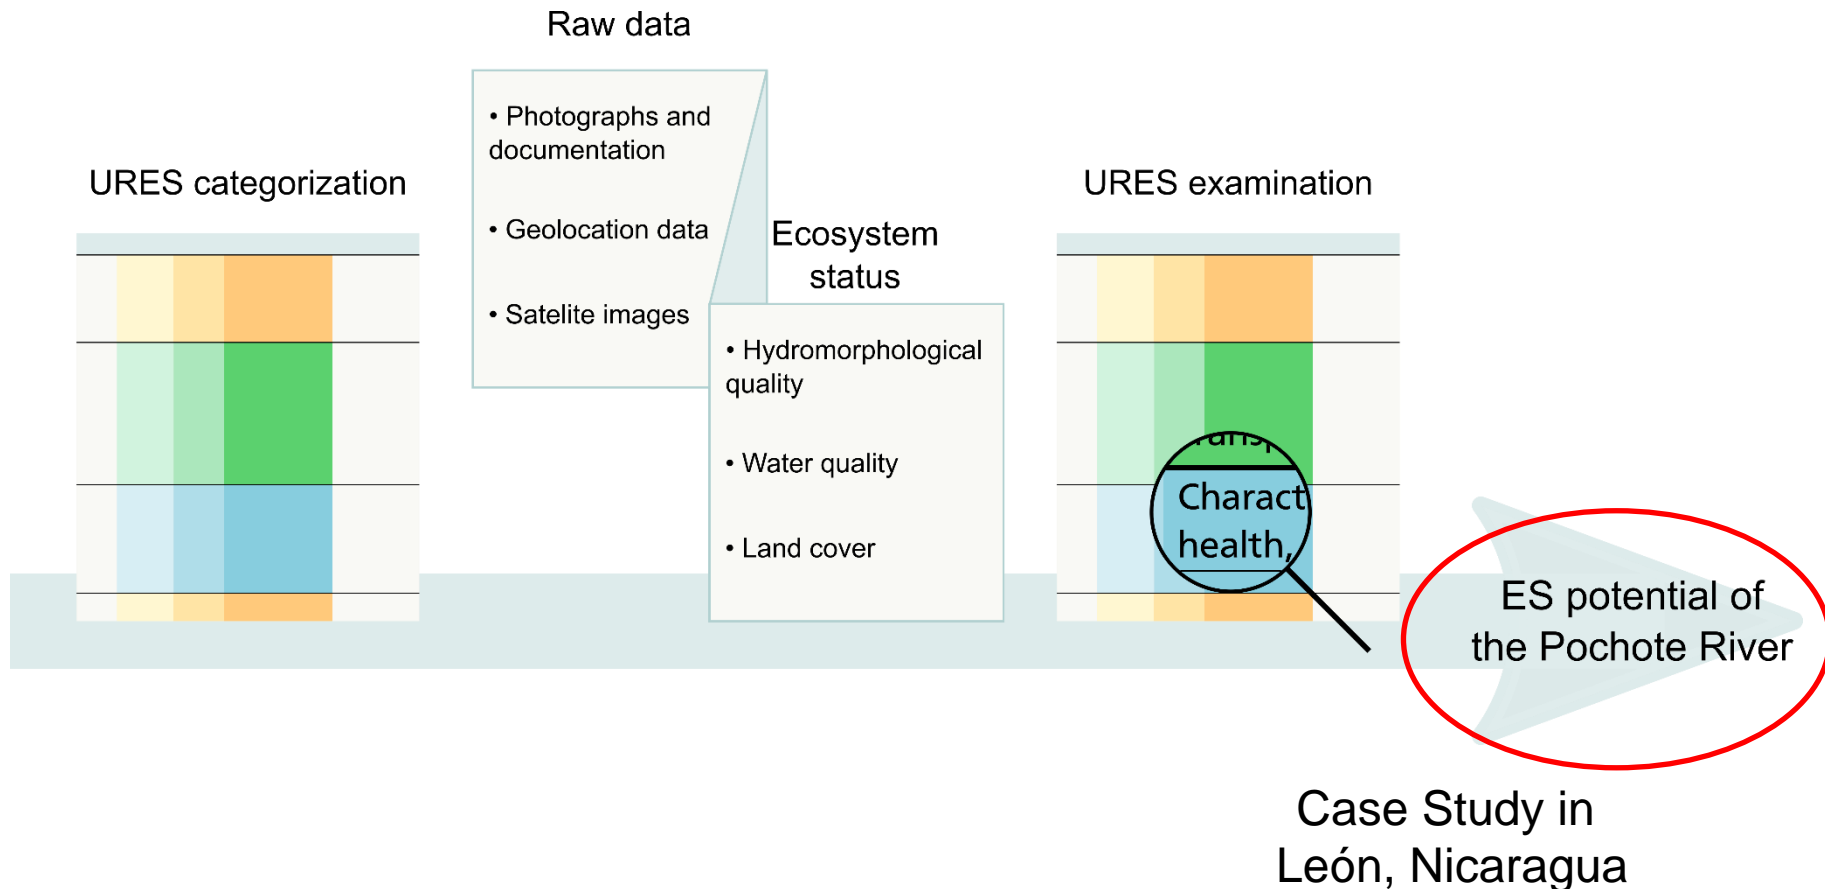 Raw data
• Photographs and
documentation
• Geolocation data
• Satelite images
URES categorization
Ecosystem
status
• Hydromorphological
quality
• Water quality
• Land cover
URES examination
Charact
health,
ES potential of
the Pochote River
Case Study in
León, Nicaragua